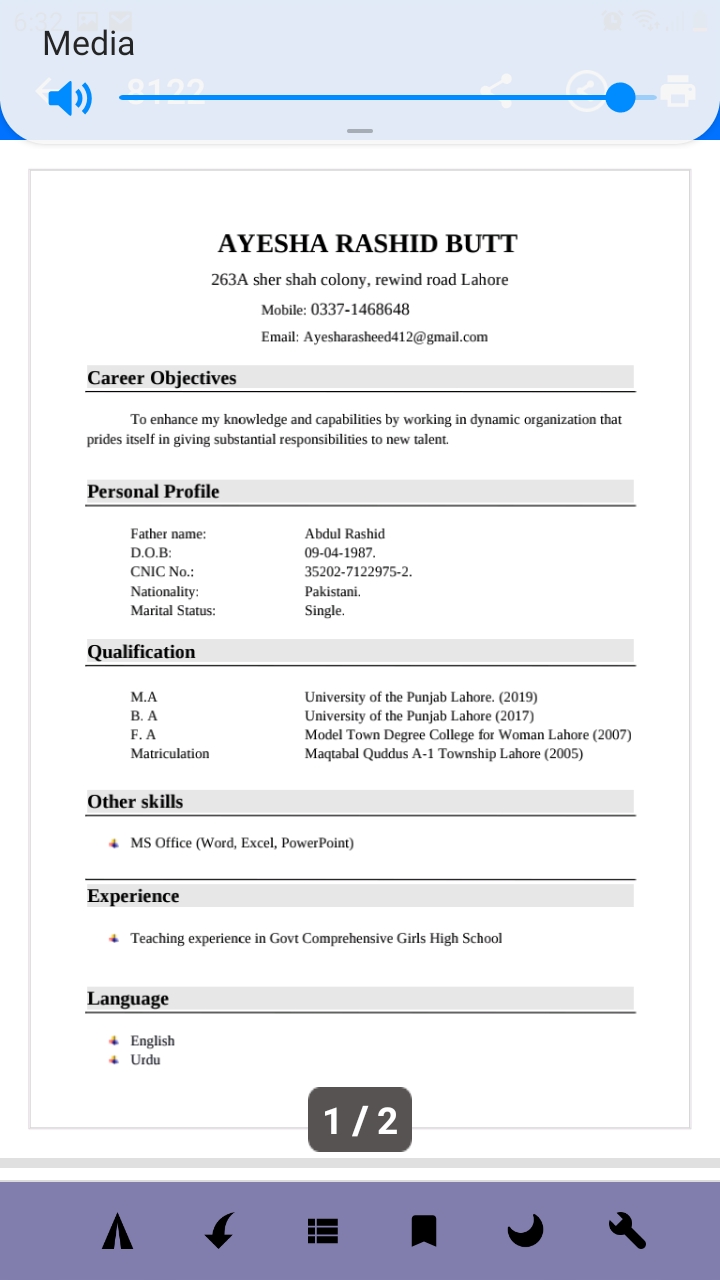 6:32
Media
8122
AYESHA RASHID BUTT
263A sher shah colony, rewind road Lahore
Mobile: 0337-1468648
Email: Ayesharasheed412@gmail.com
Career Objectives
To enhance my knowledge and capabilities by working in dynamic organization that
prides itself in giving substantial responsibilities to new talent.
Personal Profile
Father name: Abdul Rashid
D.O.B: 09-04-1987.
CNIC No.: 35202-7122975-2.
Nationality: Pakistani.
Marital Status: Single.
Qualification
M.A University of the Punjab Lahore. (2019)
B. A University of the Punjab Lahore (2017)
F. A Model Town Degree College for Woman Lahore (2007)
Matriculation Maqtabal Quddus A-1 Township Lahore (2005)
Other skills
MS Office (Word, Excel, PowerPoint)
Experience
Teaching experience in Govt Comprehensive Girls High School
Language
English
Urdu
1 / 2